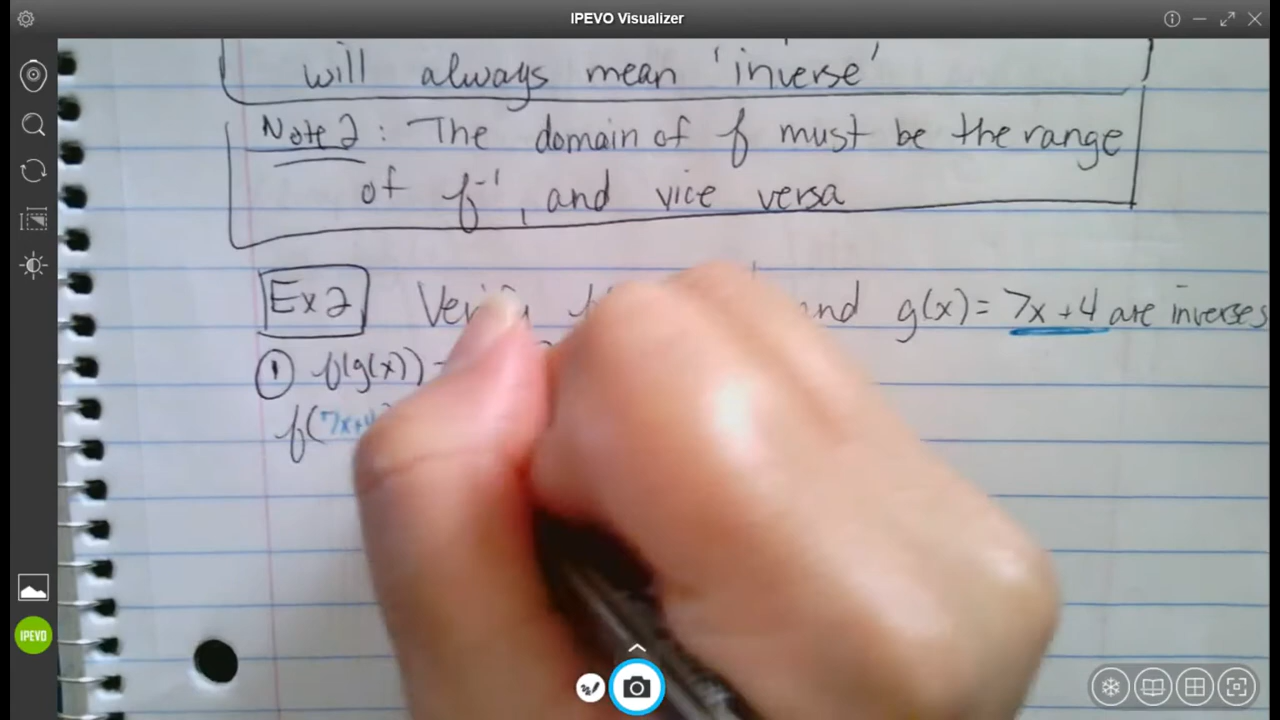 IPEVO Visualizer
will always mean 'inverse'
Note 2: The domain of f must be the range
of f⁻¹, and vice versa
Ex 2 and g(x) = 7x+4 are inverses
① f(g(x))
f(7x+4
IPEVO